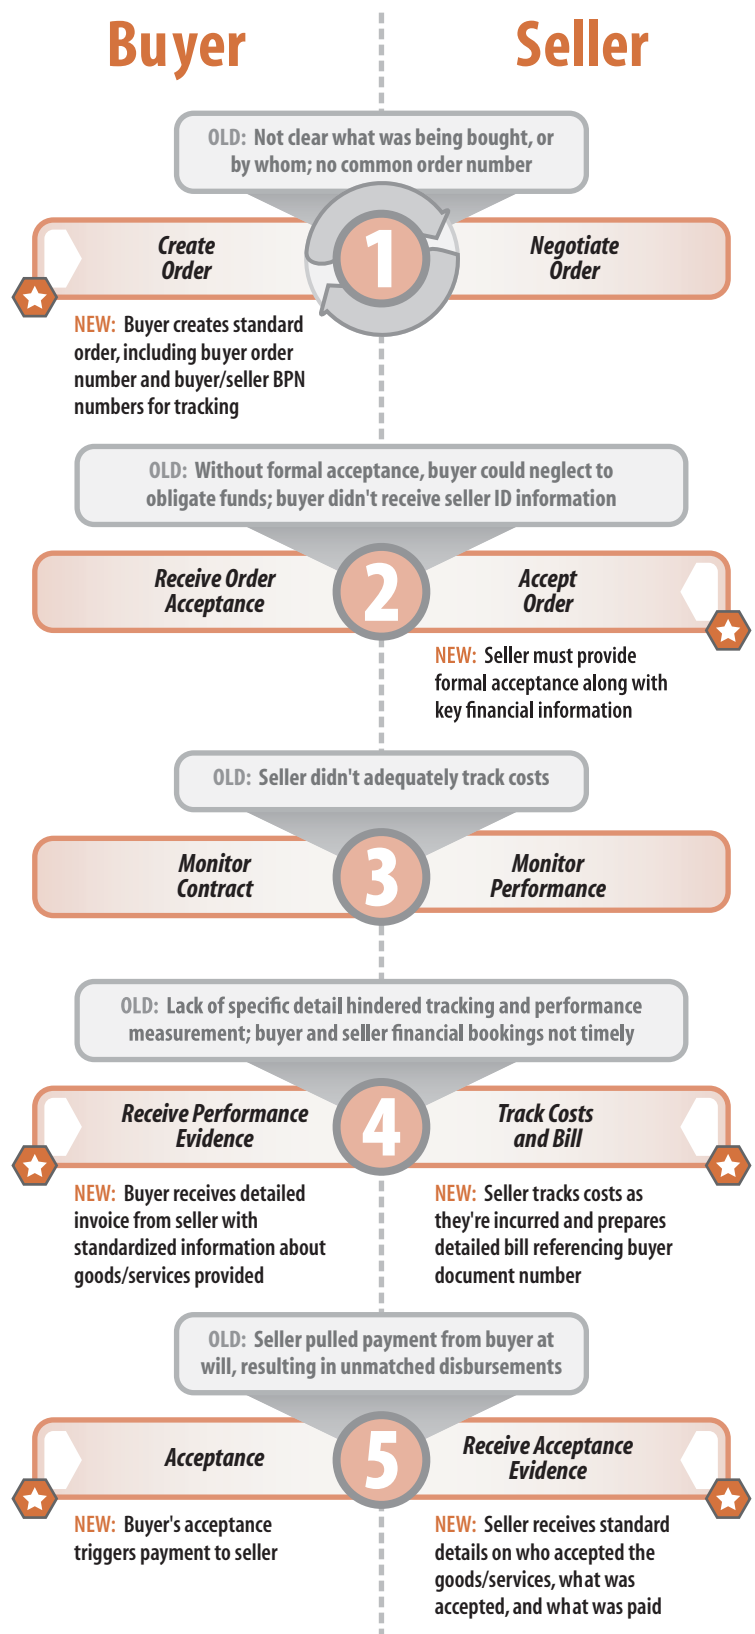 Buyer
Seller
OLD: Not clear what was being bought, or
by whom; no common order number
Create
Order
1
Negotiate
Order
NEW: Buyer creates standard
order, including buyer order
number and buyer/seller BPN
numbers for tracking
OLD: Without formal acceptance, buyer could neglect to
obligate funds; buyer didn't receive seller ID information
Receive Order
Acceptance
2
Accept
Order
NEW: Seller must provide
formal acceptance along with
key financial information
OLD: Seller didn't adequately track costs
Monitor
Contract
3
Monitor
Performance
OLD: Lack of specific detail hindered tracking and performance
measurement; buyer and seller financial bookings not timely
Receive Performance
Evidence
4
Track Costs
and Bill
NEW: Buyer receives detailed
invoice from seller with
standardized information about
goods/services provided
NEW: Seller tracks costs as
they're incurred and prepares
detailed bill referencing buyer
document number
OLD: Seller pulled payment from buyer at
will, resulting in unmatched disbursements
Acceptance
5
Receive Acceptance
Evidence
NEW: Buyer's acceptance
triggers payment to seller
NEW: Seller receives standard
details on who accepted the
goods/services, what was
accepted, and what was paid